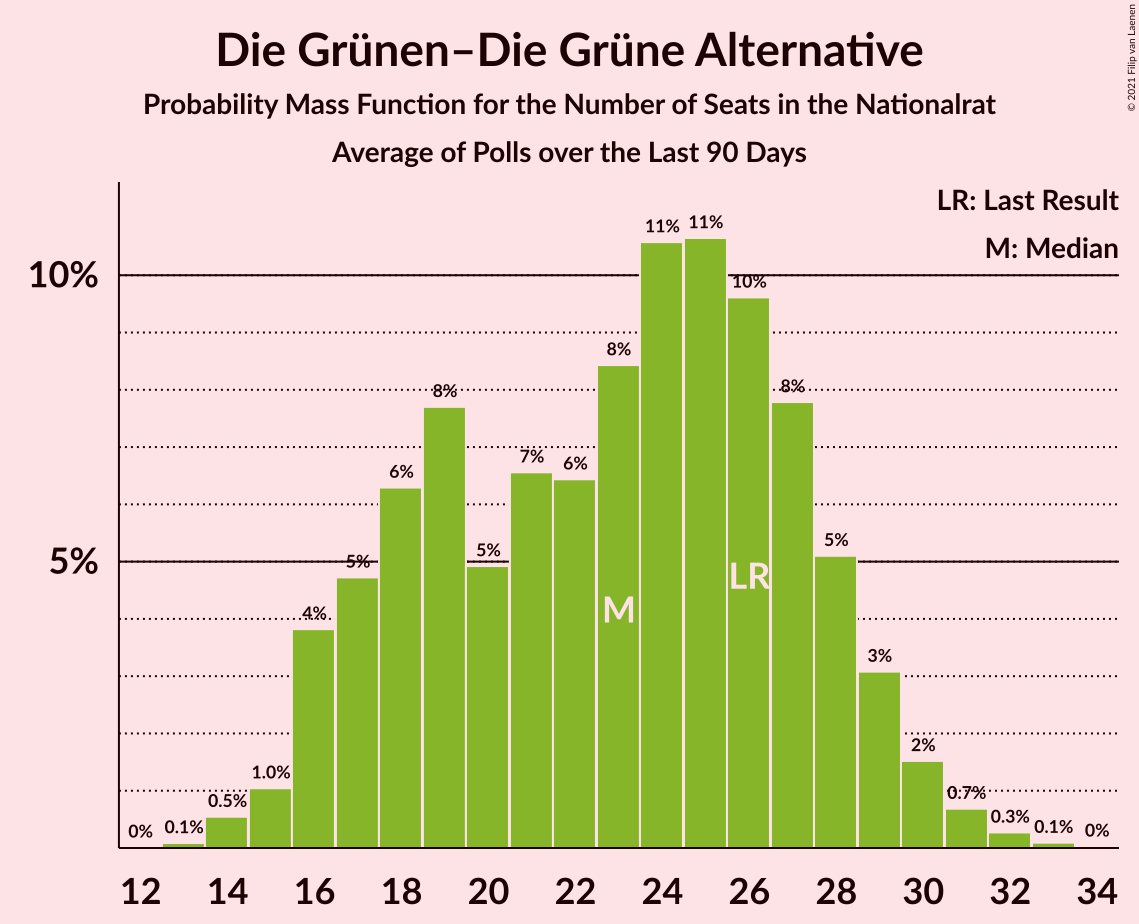 Die Grünen–Die Grüne Alternative
Probability Mass Function for the Number of Seats in the Nationalrat
Average of Polls over the Last 90 Days
© 2021 Filip van Laenen
LR: Last Result
M: Median
10%
5%
0%
0.1%
0.5%
1.0%
4%
5%
6%
8%
5%
7%
6%
8%
11%
11%
10%
8%
5%
3%
2%
0.7%
0.3%
0.1%
0%
M
LR
12 14 16 18 20 22 24 26 28 30 32 34